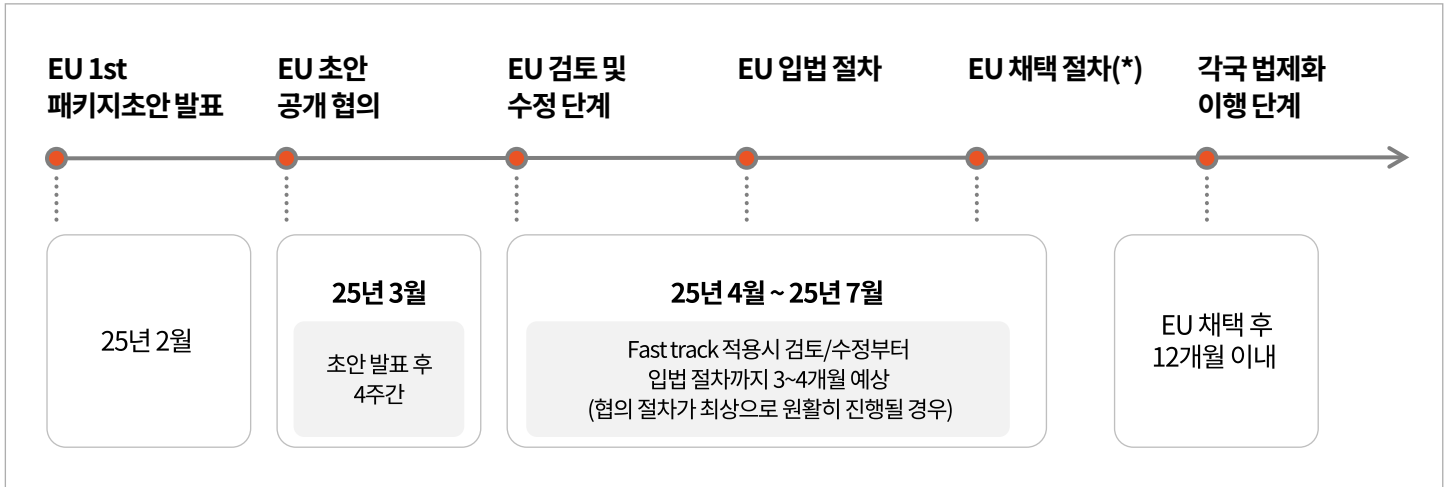 EU 1st
패키지초안 발표
EU 초안
공개 협의
EU 검토 및
수정 단계
EU 입법 절차
EU 채택 절차(*)
각국 법제화
이행 단계
25년 2월
25년 3월
초안 발표 후
4주간
25년 4월 ~ 25년 7월
Fast track 적용시 검토/수정부터
입법 절차까지 3~4개월 예상
(협의 절차가 최상으로 원활히 진행될 경우)
EU 채택 후
12개월 이내